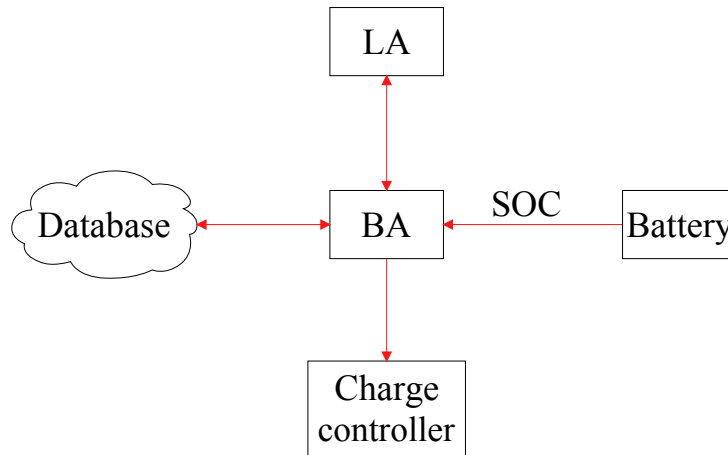 LA
SOC
Database
BA
Battery
Charge
controller